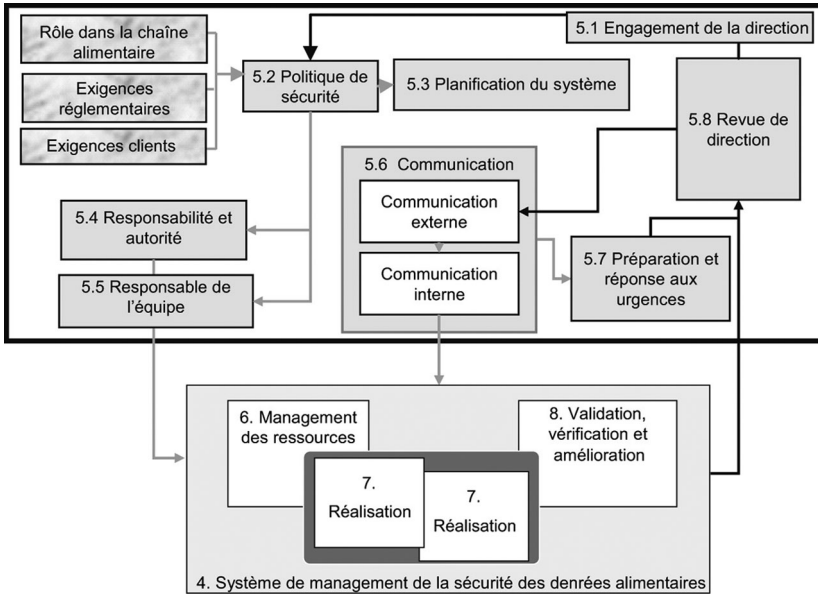 Rôle dans la chaîne
alimentaire
Exigences
réglementaires
Exigences clients
5.1 Engagement de la direction
5.2 Politique de
sécurité
5.3 Planification du système
5.8 Revue de
direction
5.6 Communication
Communication
externe
Communication
interne
5.4 Responsabilité et
autorité
5.5 Responsable de
l’équipe
5.7 Préparation et
réponse aux
urgences
6. Management
des ressources
8. Validation,
vérification et
amélioration
7.
Réalisation
7.
Réalisation
4. Système de management de la sécurité des denrées alimentaires